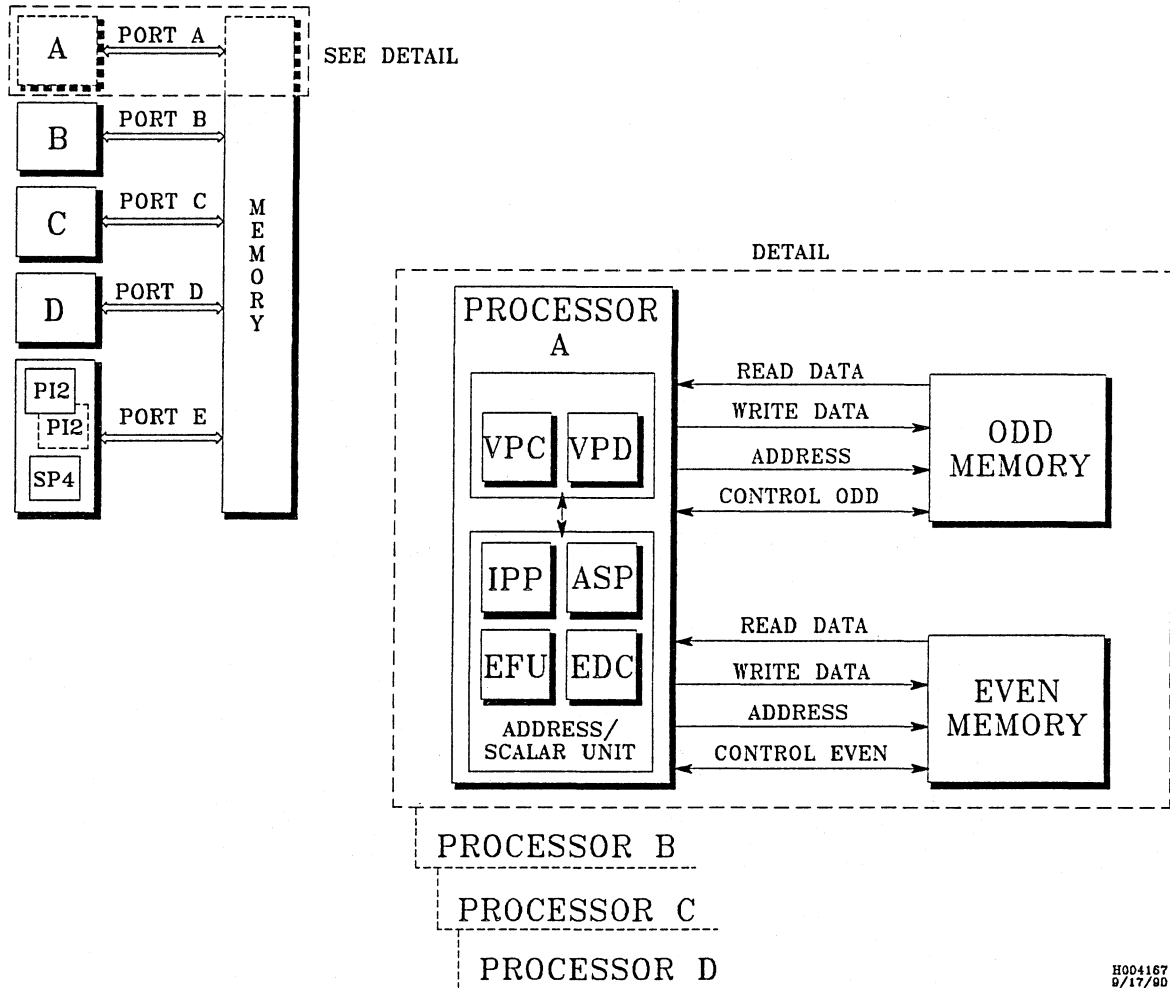 A
PORT A
SEE DETAIL
B
PORT B
C
PORT C
D
PORT D
MEMORY
PI2
PI2
SP4
PORT E
DETAIL
PROCESSOR
A
VPC
VPD
IPP
ASP
EFU
EDC
ADDRESS/
SCALAR UNIT
READ DATA
WRITE DATA
ADDRESS
CONTROL ODD
ODD
MEMORY
READ DATA
WRITE DATA
ADDRESS
CONTROL EVEN
EVEN
MEMORY
PROCESSOR B
PROCESSOR C
PROCESSOR D
H004167
9/17/90